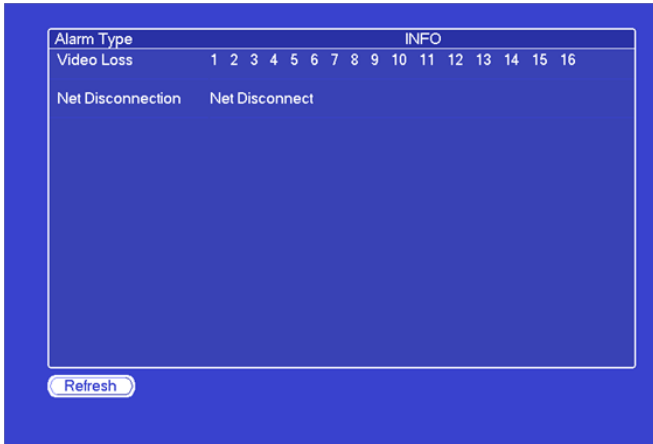 Alarm Type INFO
Video Loss 1 2 3 4 5 6 7 8 9 10 11 12 13 14 15 16
Net Disconnection Net Disconnect
Refresh